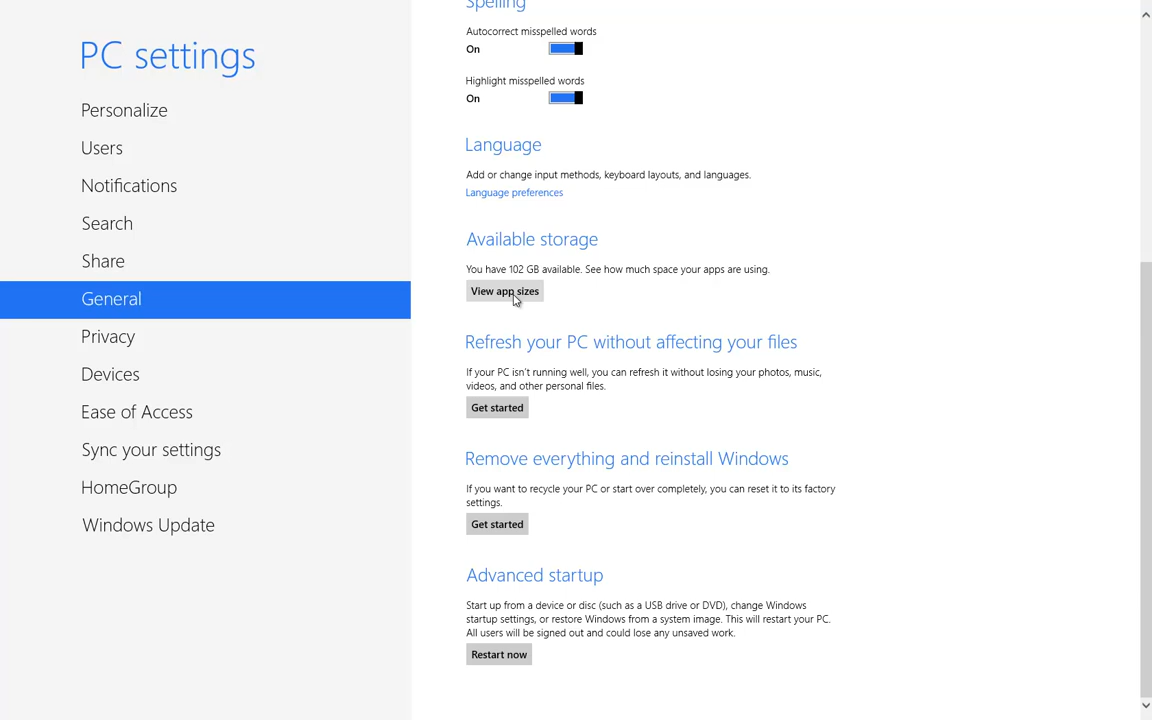 PC settings
Personalize
Users
Notifications
Search
Share
General
Privacy
Devices
Ease of Access
Sync your settings
HomeGroup
Windows Update
Spelling
Autocorrect misspelled words
On
Highlight misspelled words
On
Language
Add or change input methods, keyboard layouts, and languages.
Language preferences
Available storage
You have 102 GB available. See how much space your apps are using.
View app sizes
Refresh your PC without affecting your files
If your PC isn't running well, you can refresh it without losing your photos, music,
videos, and other personal files.
Get started
Remove everything and reinstall Windows
If you want to recycle your PC or start over completely, you can reset it to its factory
settings.
Get started
Advanced startup
Start up from a device or disc (such as a USB drive or DVD), change Windows
startup settings, or restore Windows from a system image. This will restart your PC.
All users will be signed out and could lose any unsaved work.
Restart now